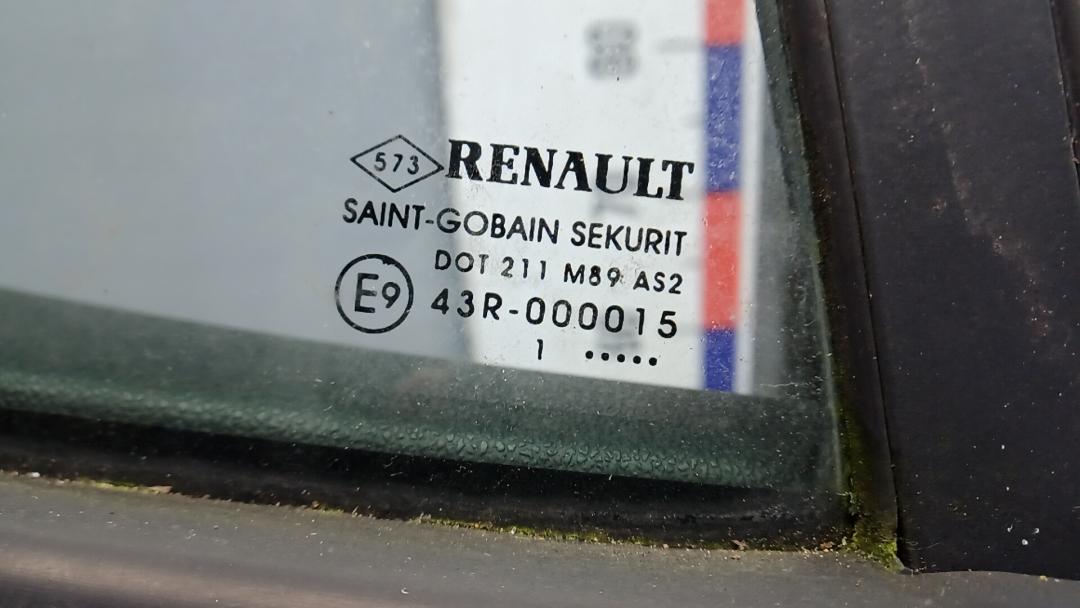 573 RENAULT
SAINT-GOBAIN SEKURIT
DOT 211 M89 AS2
E9 43R-000015
1 •••••